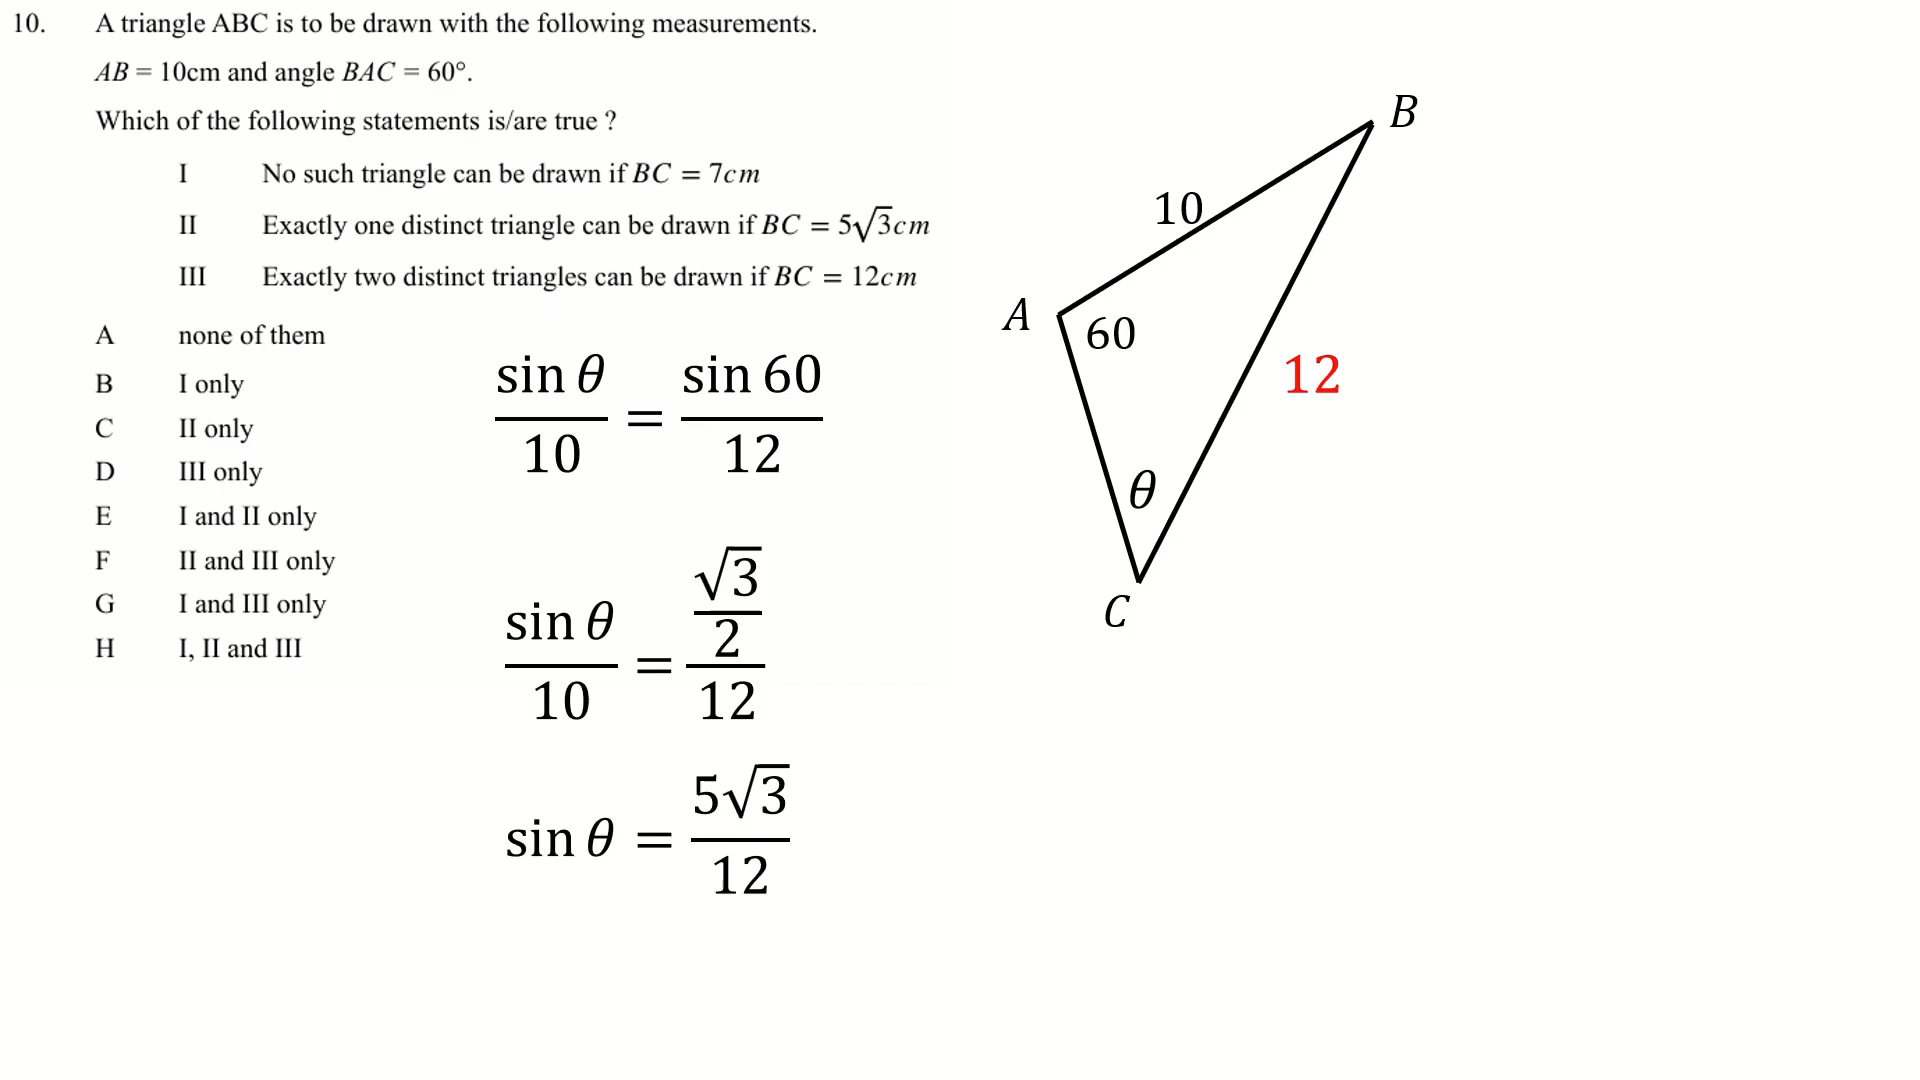 10. A triangle ABC is to be drawn with the following measurements.
AB = 10cm and angle BAC = 60°.
Which of the following statements is/are true ?
I No such triangle can be drawn if BC = 7cm
II Exactly one distinct triangle can be drawn if BC = 5√3cm
III Exactly two distinct triangles can be drawn if BC = 12cm
A none of them
B I only
C II only
D III only
E I and II only
F II and III only
G I and III only
H I, II and III
sin θ / 10 = sin 60 / 12
sin θ / 10 = (√3 / 2) / 12
sin θ = 5√3 / 12
B
10
A
60
12
θ
C